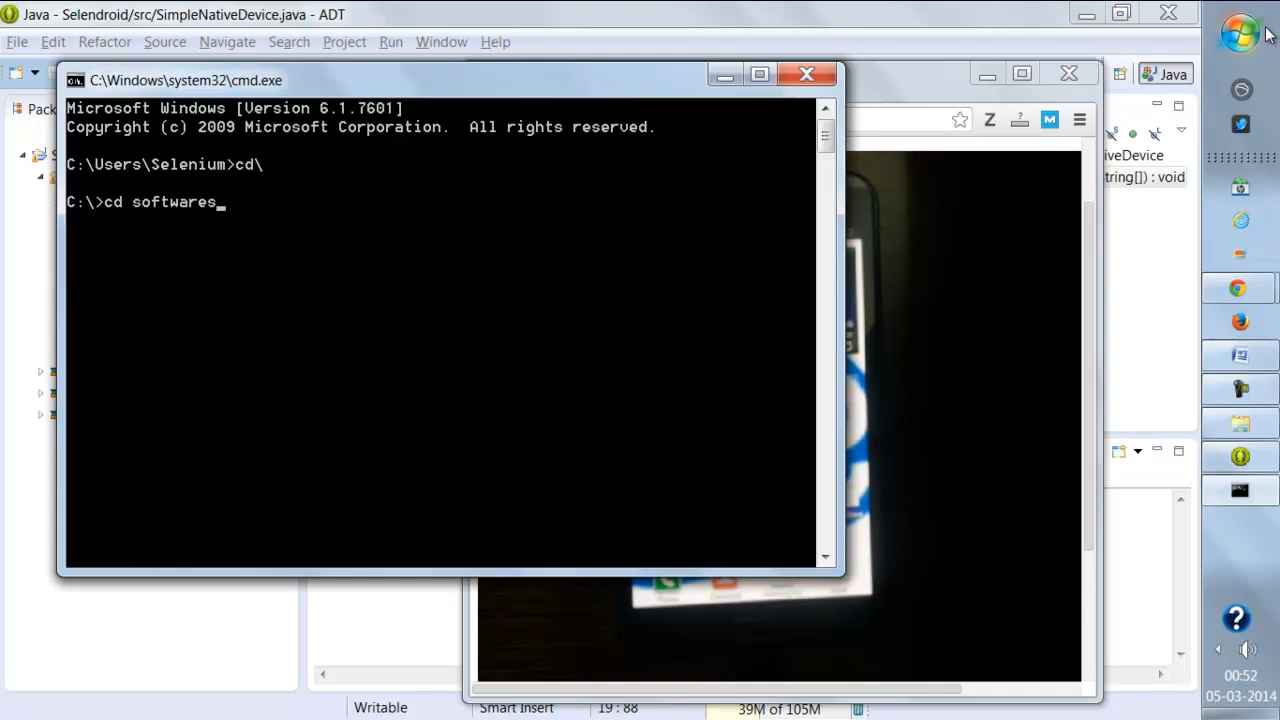 Java - Selendroid/src/SimpleNativeDevice.java - ADT
File Edit Refactor Source Navigate Search Project Run Window Help
C:\Windows\system32\cmd.exe
Java
Pack
Microsoft Windows [Version 6.1.7601]
Copyright (c) 2009 Microsoft Corporation.  All rights reserved.
C:\Users\Selenium>cd\
C:\>cd softwares_
iveDevice
tring[]) : void
Writable
Smart Insert
19 : 88
39M of 105M
00:52
05-03-2014